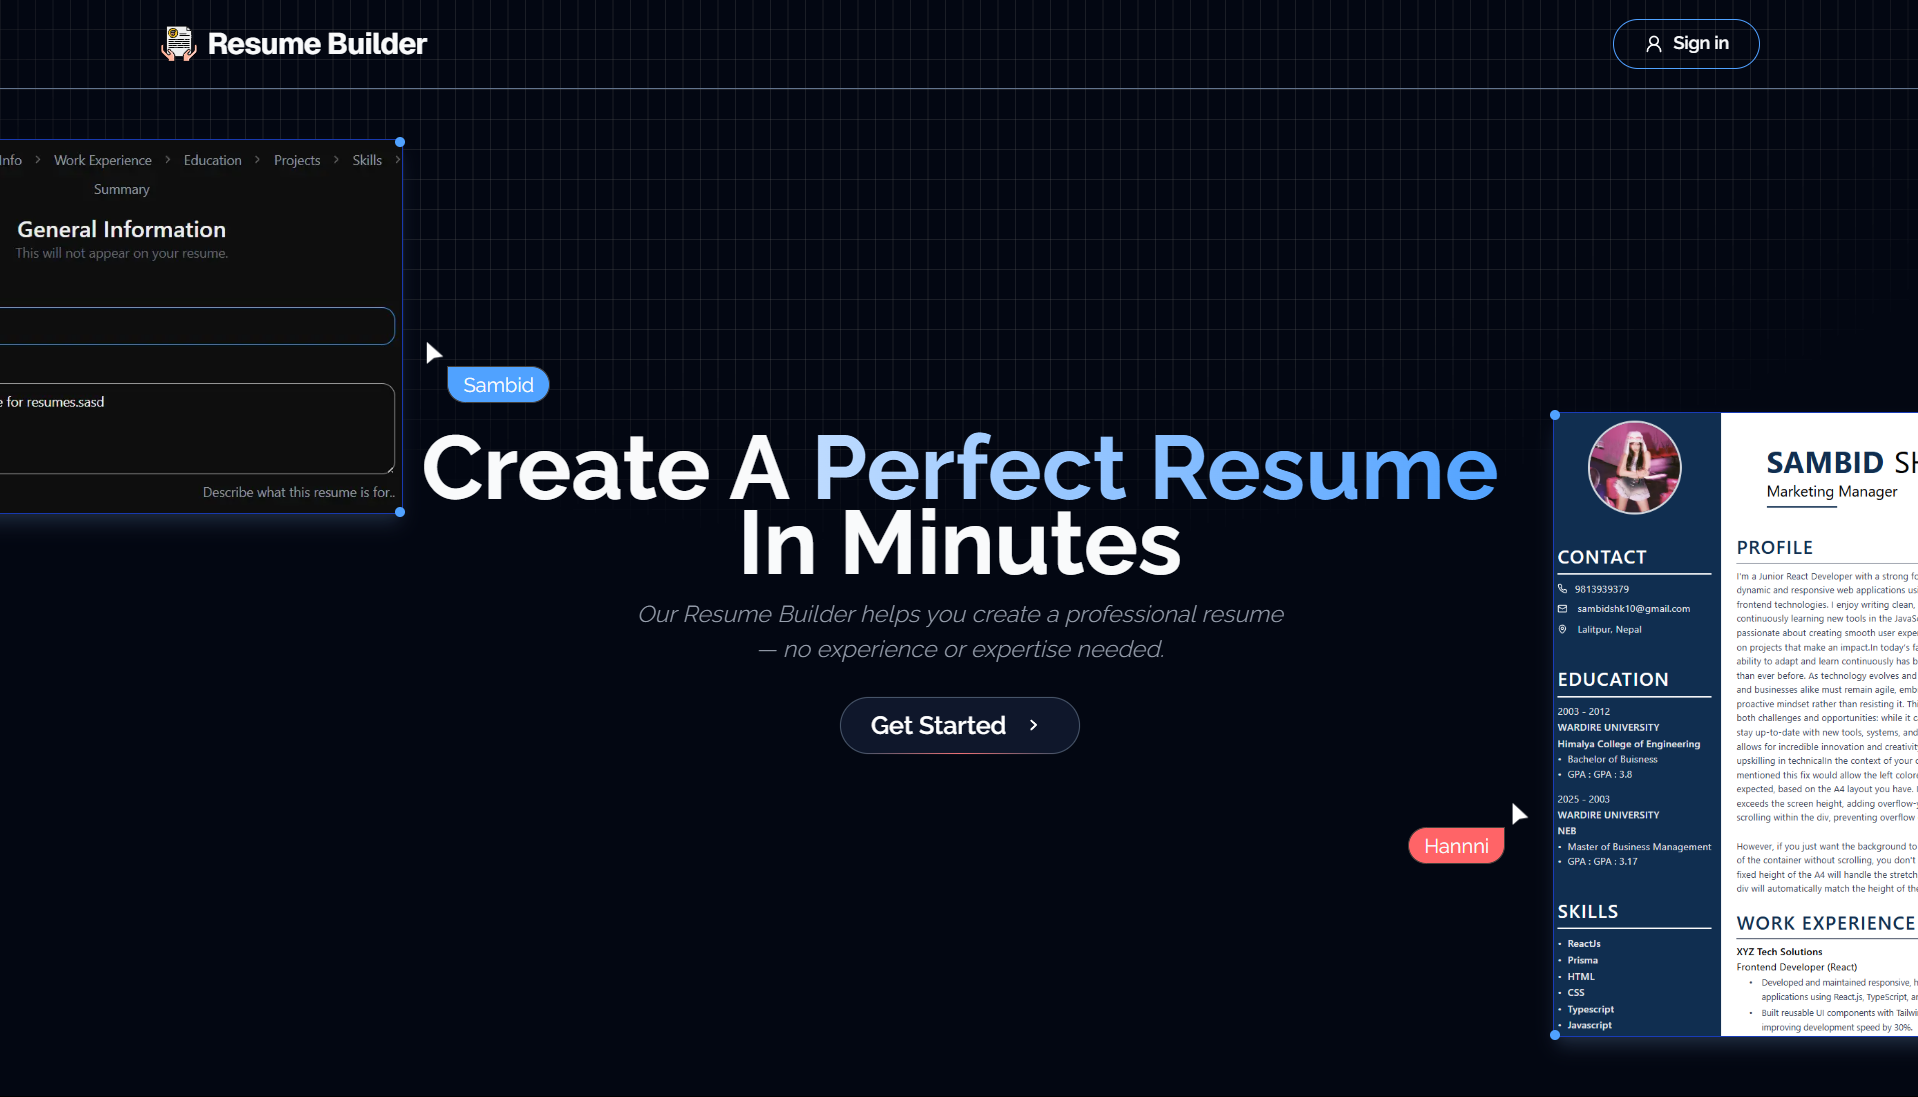 Resume Builder
Sign in
Info > Work Experience > Education > Projects > Skills >
Summary
General Information
This will not appear on your resume.
e for resumes.sasd
Describe what this resume is for..
Sambid
Create A Perfect Resume
In Minutes
Our Resume Builder helps you create a professional resume
— no experience or expertise needed.
Get Started >
Hannni
CONTACT
9813939379
sambidshk10@gmail.com
Lalitpur, Nepal
EDUCATION
2003 - 2012
WARDIRE UNIVERSITY
Himalya College of Engineering
• Bachelor of Buisness
• GPA : GPA : 3.8
2025 - 2003
WARDIRE UNIVERSITY
NEB
• Master of Business Management
• GPA : GPA : 3.17
SKILLS
• ReactJs
• Prisma
• HTML
• CSS
• Typescript
• Javascript
SAMBID SH
Marketing Manager
PROFILE
I'm a Junior React Developer with a strong fo
dynamic and responsive web applications usi
frontend technologies. I enjoy writing clean,
continuously learning new tools in the JavaSc
passionate about creating smooth user exper
on projects that make an impact.In today's fa
ability to adapt and learn continuously has b
than ever before. As technology evolves and
and businesses alike must remain agile, emb
proactive mindset rather than resisting it. Thi
both challenges and opportunities: while it c
stay up-to-date with new tools, systems, and
allows for incredible innovation and creativity
upskilling in technicalIn the context of your c
mentioned this fix would allow the left colore
expected, based on the A4 layout you have. I
exceeds the screen height, adding overflow-y
scrolling within the div, preventing overflow
However, if you just want the background to
of the container without scrolling, you don't
fixed height of the A4 will handle the stretch
div will automatically match the height of the
WORK EXPERIENCE
XYZ Tech Solutions
Frontend Developer (React)
• Developed and maintained responsive, h
applications using React.js, TypeScript, an
• Built reusable UI components with Tailwi
improving development speed by 30%.